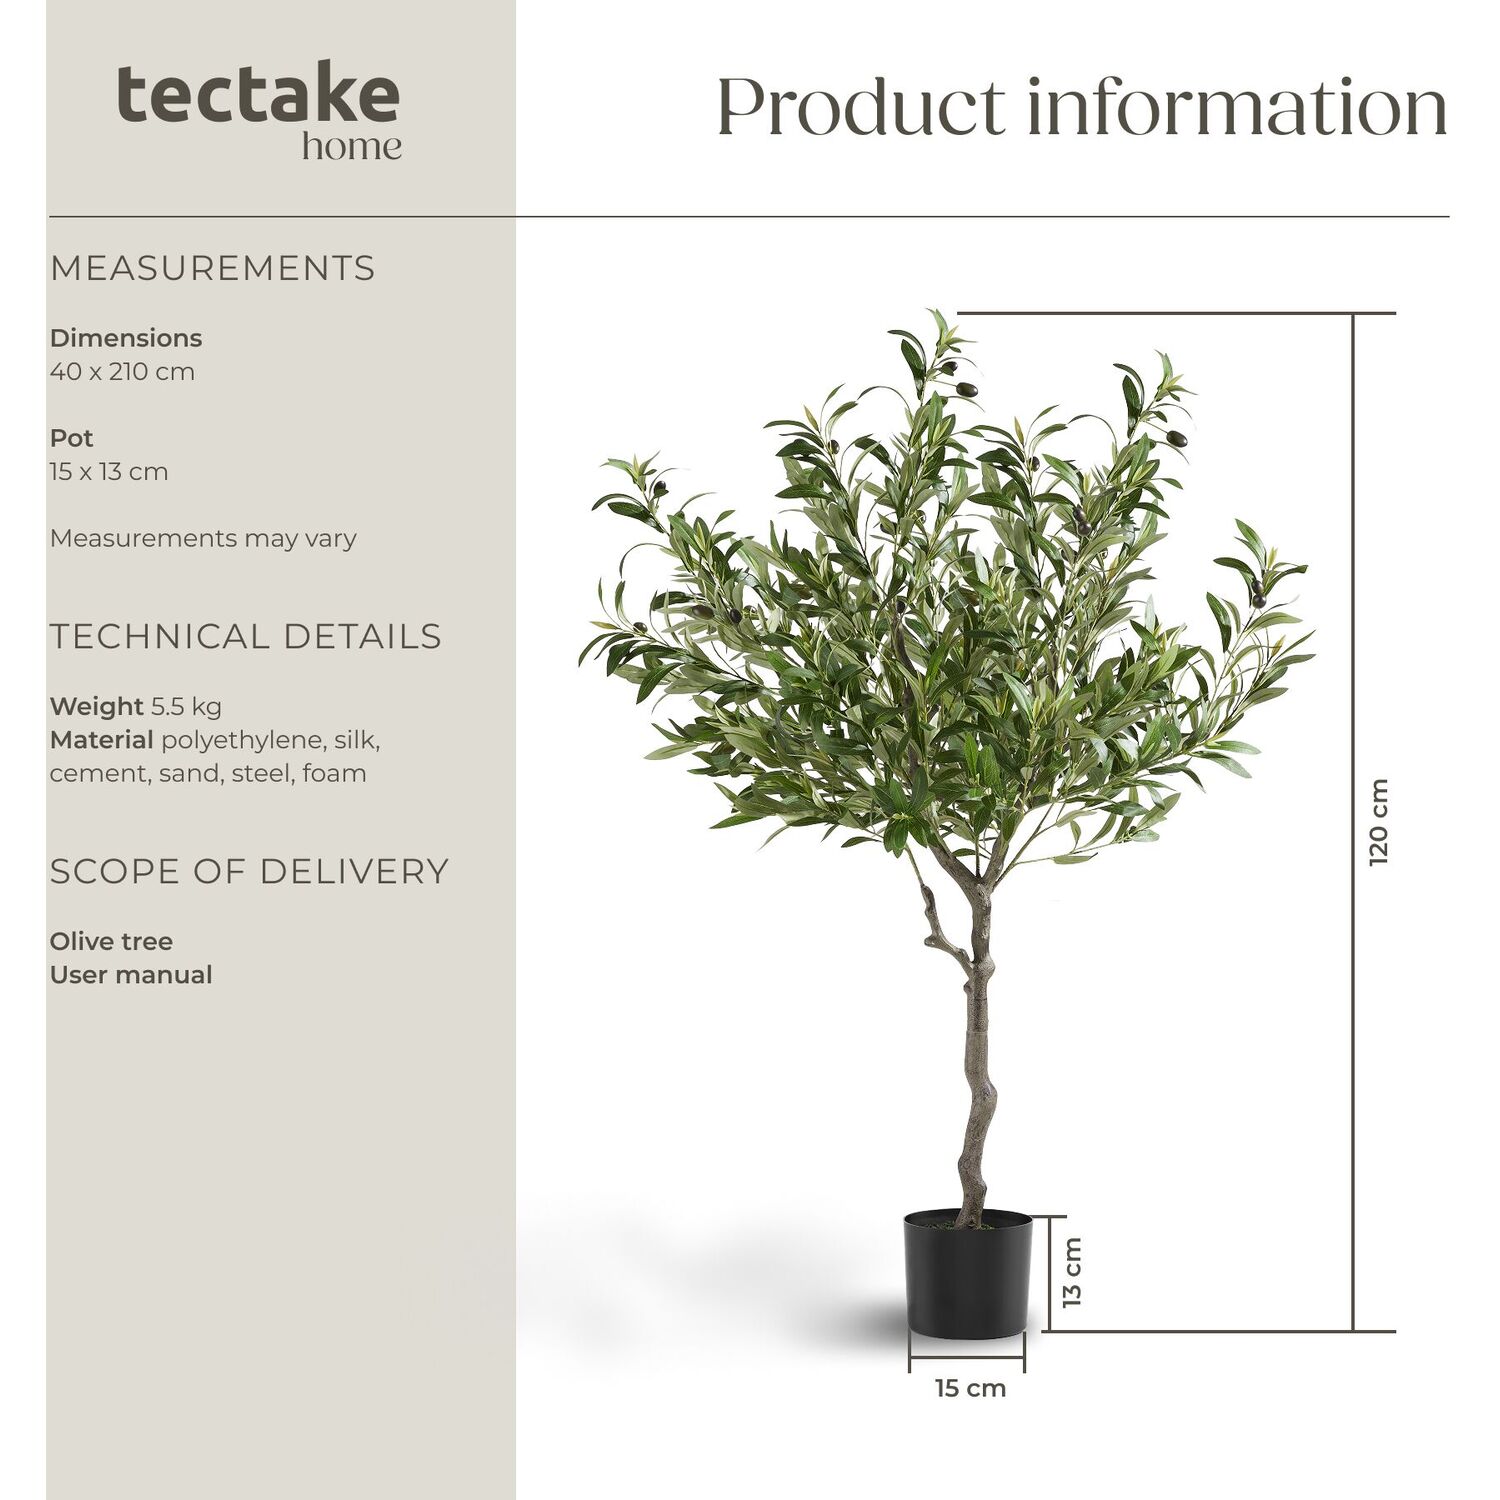 tectake
home
Product information
MEASUREMENTS
Dimensions
40 x 210 cm
Pot
15 x 13 cm
Measurements may vary
TECHNICAL DETAILS
Weight 5.5 kg
Material polyethylene, silk,
cement, sand, steel, foam
SCOPE OF DELIVERY
Olive tree
User manual
120 cm
13 cm
15 cm